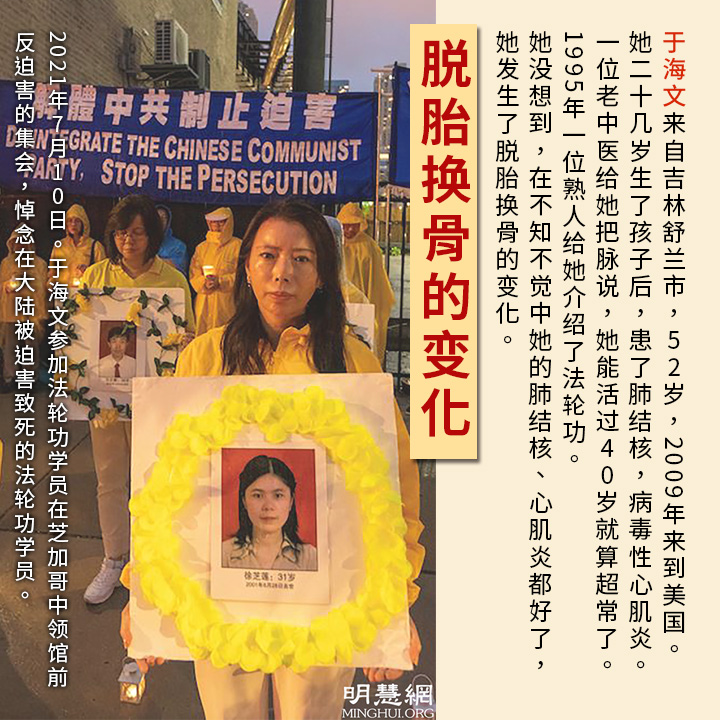 于海文来自吉林舒兰市，52岁，2009年来到美国。
她二十几岁生了孩子后，患了肺结核，病毒性心肌炎。
一位老中医给她把脉说，她能活过40岁就算超常了。
1995年一位熟人给她介绍了法轮功。
她没想到，在不知不觉中她的肺结核、心肌炎都好了，
她发生了脱胎换骨的变化。
脱胎换骨的变化
體中共制止迫害
THE CHINESE COMMUNIST
STOP THE PERSECUTION
徐芝蓮：31岁
2021年7月10日。于海文参加法轮功学员在芝加哥中领馆前
反迫害的集会，悼念在大陆被迫害致死的法轮功学员。
明慧網
MINGHUI.ORG